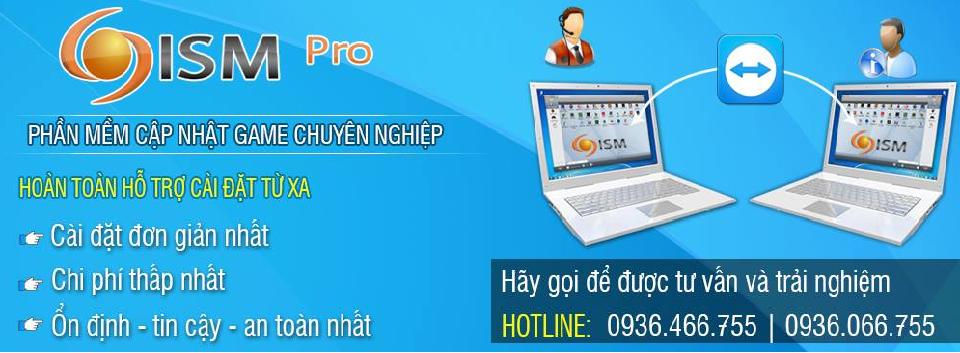 ISM Pro
PHẦN MỀM CẬP NHẬT GAME CHUYÊN NGHIỆP
HOÀN TOÀN HỖ TRỢ CÀI ĐẶT TỪ XA
Cài đặt đơn giản nhất
Chi phí thấp nhất
Ổn định - tin cậy - an toàn nhất
ISM
ISM
Hãy gọi để được tư vấn và trải nghiệm
HOTLINE: 0936.466.755 | 0936.066.755